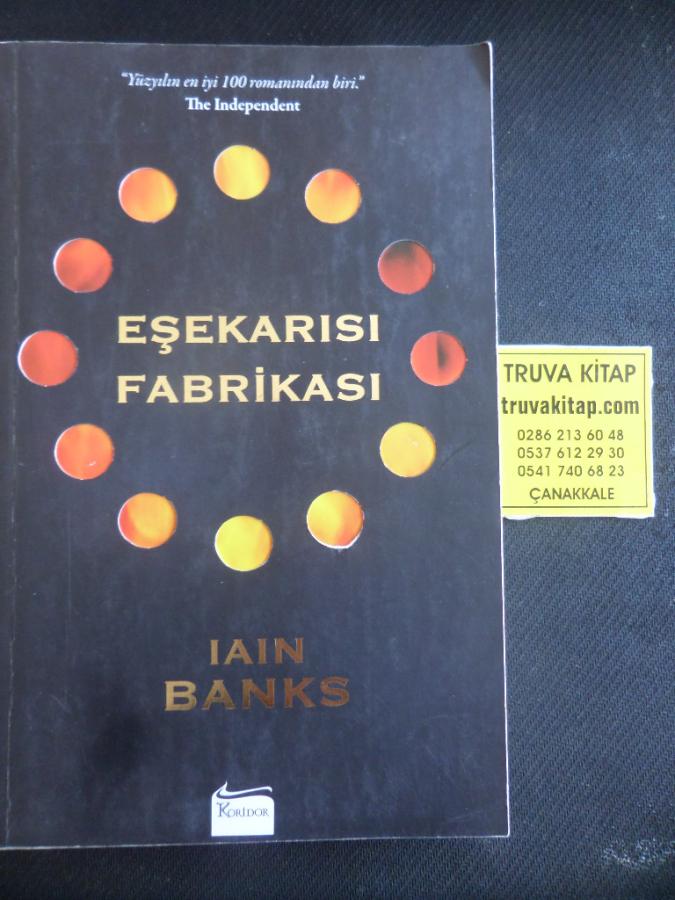 "Yüzyılın en iyi 100 romanından biri."
The Independent
EŞEKARISI
FABRİKASI
IAIN
BANKS
KORİDOR
TRUVA KİTAP
truvakitap.com
0286 213 60 48
0537 612 29 30
0541 740 68 23
ÇANAKKALE